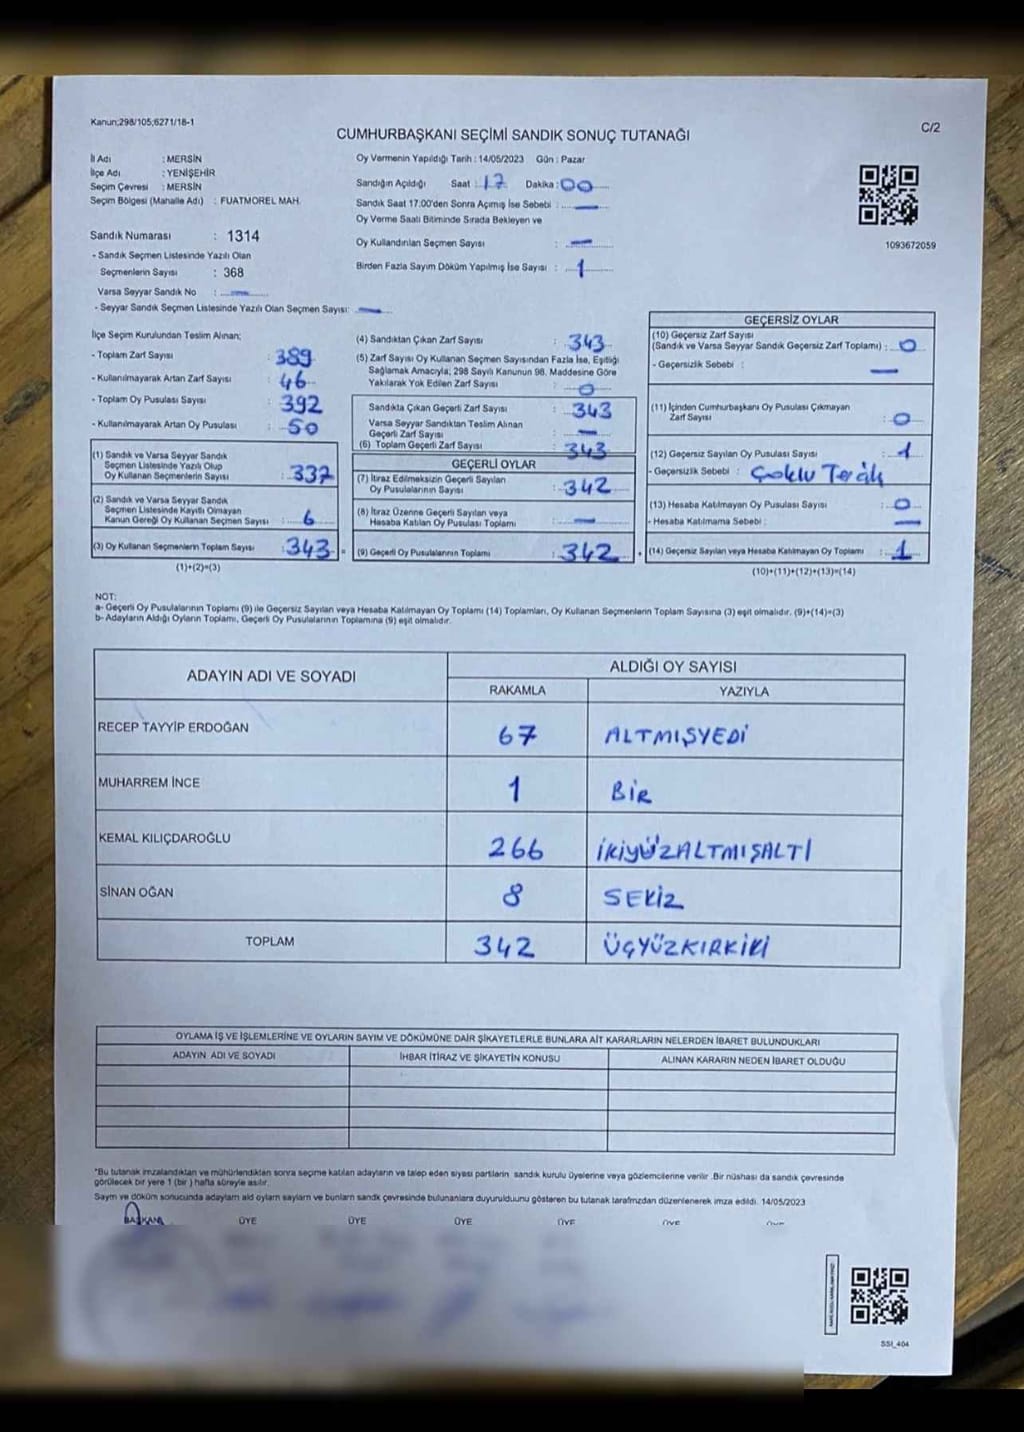 Kanun;298/105;6271/18-1
C/2
CUMHURBAŞKANI SEÇİMİ SANDIK SONUÇ TUTANAĞI
İl Adı : MERSİN
İlçe Adı : YENİŞEHİR
Seçim Çevresi : MERSİN
Seçim Bölgesi (Mahalle Adı) : FUATMOREL MAH.
Sandık Numarası : 1314
- Sandık Seçmen Listesinde Yazılı Olan
Seçmenlerin Sayısı : 368
Varsa Seyyar Sandık No : —
- Seyyar Sandık Seçmen Listesinde Yazılı Olan Seçmen Sayısı: —
Oy Vermenin Yapıldığı Tarih : 14/05/2023 Gün : Pazar
Sandığın Açıldığı Saat : 17 Dakika : 00
Sandık Saat 17:00'den Sonra Açımış İse Sebebi : —
Oy Verme Saati Bitiminde Sırada Bekleyen ve
Oy Kullandırılan Seçmen Sayısı : —
Birden Fazla Sayım Döküm Yapılmış İse Sayısı : 1
1093672059
İlçe Seçim Kurulundan Teslim Alınan;
- Toplam Zarf Sayısı : 389
- Kullanılmayarak Artan Zarf Sayısı : 46
- Toplam Oy Pusulası Sayısı : 392
- Kullanılmayarak Artan Oy Pusulası : 50
(1) Sandık ve Varsa Seyyar Sandık
Seçmen Listesinde Yazılı Olup
Oy Kullanan Seçmenlerin Sayısı : 337
(2) Sandık ve Varsa Seyyar Sandık
Seçmen Listesinde Kayıtlı Olmayan
Kanun Gereği Oy Kullanan Seçmen Sayısı : 6
(3) Oy Kullanan Seçmenlerin Toplam Sayısı : 343 =
(1)+(2)=(3)
(4) Sandıktan Çıkan Zarf Sayısı : 343
(5) Zarf Sayısı Oy Kullanan Seçmen Sayısından Fazla İse, Eşitliği
Sağlamak Amacıyla; 298 Sayılı Kanunun 98. Maddesine Göre
Yakılarak Yok Edilen Zarf Sayısı : 0
Sandıkta Çıkan Geçerli Zarf Sayısı : 343
Varsa Seyyar Sandıktan Teslim Alınan
Geçerli Zarf Sayısı : —
(6) Toplam Geçerli Zarf Sayısı : 343
GEÇERLİ OYLAR
(7) İtiraz Edilmeksizin Geçerli Sayılan
Oy Pusulalarının Sayısı : 342
(8) İtiraz Üzerine Geçerli Sayılan veya
Hesaba Katılan Oy Pusulası Toplamı : —
(9) Geçerli Oy Pusulalarının Toplamı : 342 +
GEÇERSİZ OYLAR
(10) Geçersiz Zarf Sayısı
(Sandık ve Varsa Seyyar Sandık Geçersiz Zarf Toplamı) : 0
- Geçersizlik Sebebi : —
(11) İçinden Cumhurbaşkanı Oy Pusulası Çıkmayan
Zarf Sayısı : 0
(12) Geçersiz Sayılan Oy Pusulası Sayısı : 1
- Geçersizlik Sebebi : Çoklu Tercih
(13) Hesaba Katılmayan Oy Pusulası Sayısı : 0
- Hesaba Katılmama Sebebi : —
(14) Geçersiz Sayılan veya Hesaba Katılmayan Oy Toplamı : 1
(10)+(11)+(12)+(13)=(14)
NOT:
a- Geçerli Oy Pusulalarının Toplamı (9) ile Geçersiz Sayılan veya Hesaba Katılmayan Oy Toplamı (14) Toplamları, Oy Kullanan Seçmenlerin Toplam Sayısına (3) eşit olmalıdır. (9)+(14)=(3)
b- Adayların Aldığı Oyların Toplamı, Geçerli Oy Pusulalarının Toplamına (9) eşit olmalıdır.
ADAYIN ADI VE SOYADI
ALDIĞI OY SAYISI
RAKAMLA YAZIYLA
RECEP TAYYİP ERDOĞAN 67 ALTMIŞYEDİ
MUHARREM İNCE 1 BİR
KEMAL KILIÇDAROĞLU 266 İKİYÜZALTMIŞALTI
SİNAN OĞAN 8 SEKİZ
TOPLAM 342 ÜÇYÜZKIRKİKİ
OYLAMA İŞ VE İŞLEMLERİNE VE OYLARIN SAYIM VE DÖKÜMÜNE DAİR ŞİKAYETLERLE BUNLARA AİT KARARLARIN NELERDEN İBARET BULUNDUKLARI
ADAYIN ADI VE SOYADI İHBAR İTİRAZ VE ŞİKAYETİN KONUSU ALINAN KARARIN NEDEN İBARET OLDUĞU
*Bu tutanak imzalandıktan ve mühürlendikten sonra seçime katılan adayların ve talep eden siyasi partilerin sandık kurulu üyelerine veya gözlemcilerine verilir .Bir nüshası da sandık çevresinde
görülecek bir yere 1 (bir ) hafta süreyle asılır.
Sayım ve döküm sonucunda adayların ald oyların sayların ve bunların sandk çevresinde bulunanlara duyurulduunu gösteren bu tutanak tarafmzdan düzenlenerek imza edildi. 14/05/2023
BAŞKAN ÜYE ÜYE ÜYE ÜYE ÜYE ÜYE
SSI_404